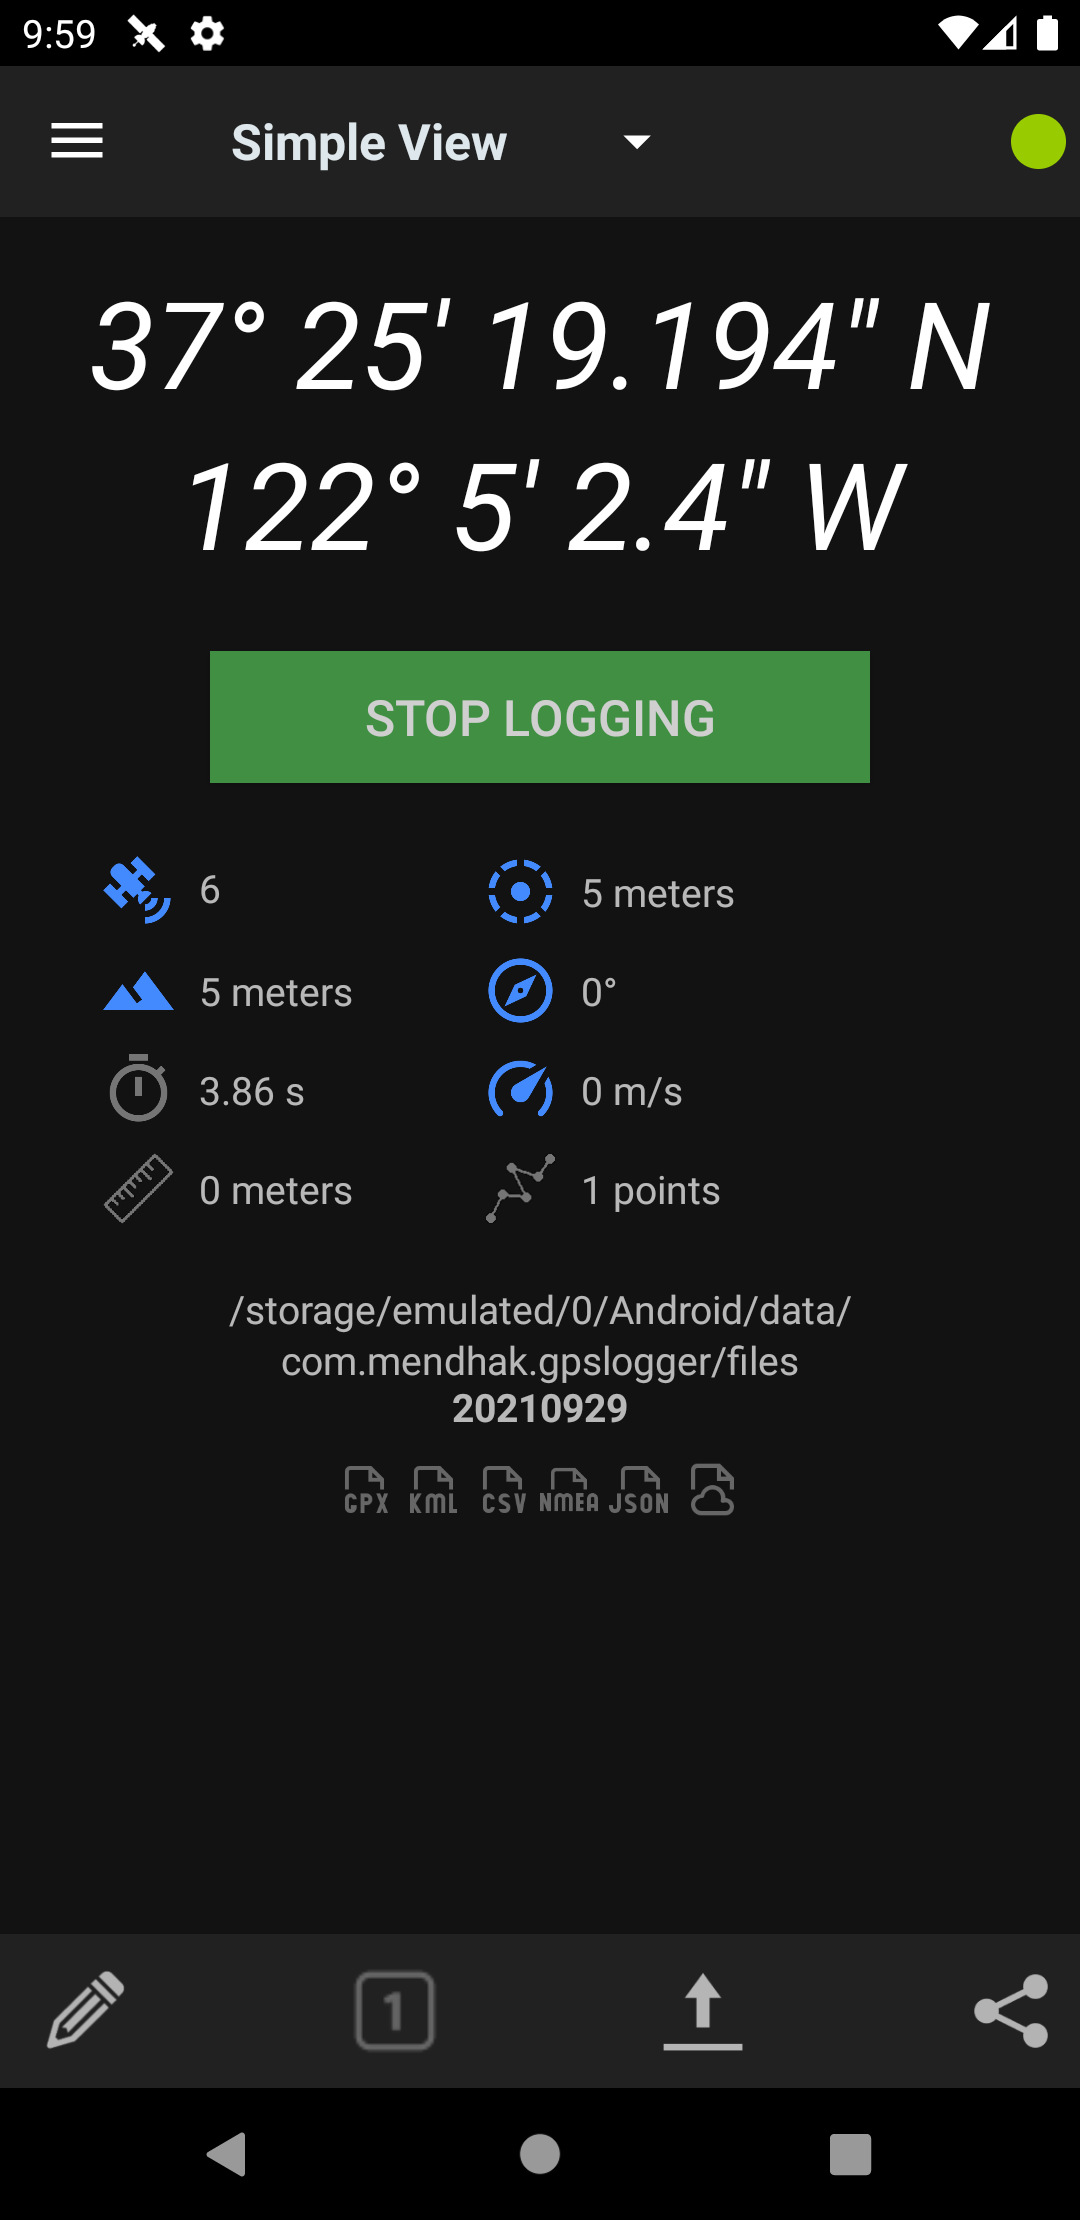 9:59
Simple View
37° 25' 19.194" N
122° 5' 2.4" W
STOP LOGGING
6
5 meters
5 meters
0°
3.86 s
0 m/s
0 meters
1 points
/storage/emulated/0/Android/data/
com.mendhak.gpslogger/files
20210929
GPX KML CSV NMEA JSON
1